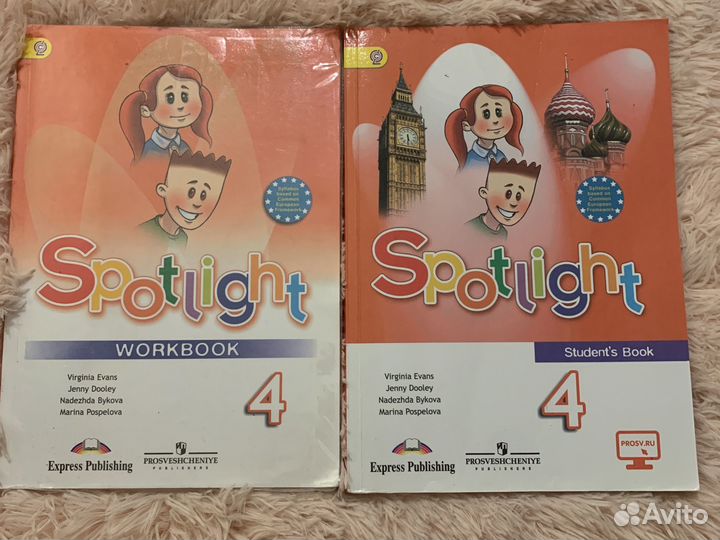 Syllabus
based on
Common
European
Framework
Spotlight
WORKBOOK
Virginia Evans
Jenny Dooley
Nadezhda Bykova
Marina Pospelova
4
Express Publishing
PROSVESHCHENIYE
PUBLISHERS
Syllabus
based on
Common
European
Framework
Spotlight
Student's Book
Virginia Evans
Jenny Dooley
Nadezhda Bykova
Marina Pospelova
4
PROSV.RU
Express Publishing
PROSVESHCHENIYE
PUBLISHERS
Avito